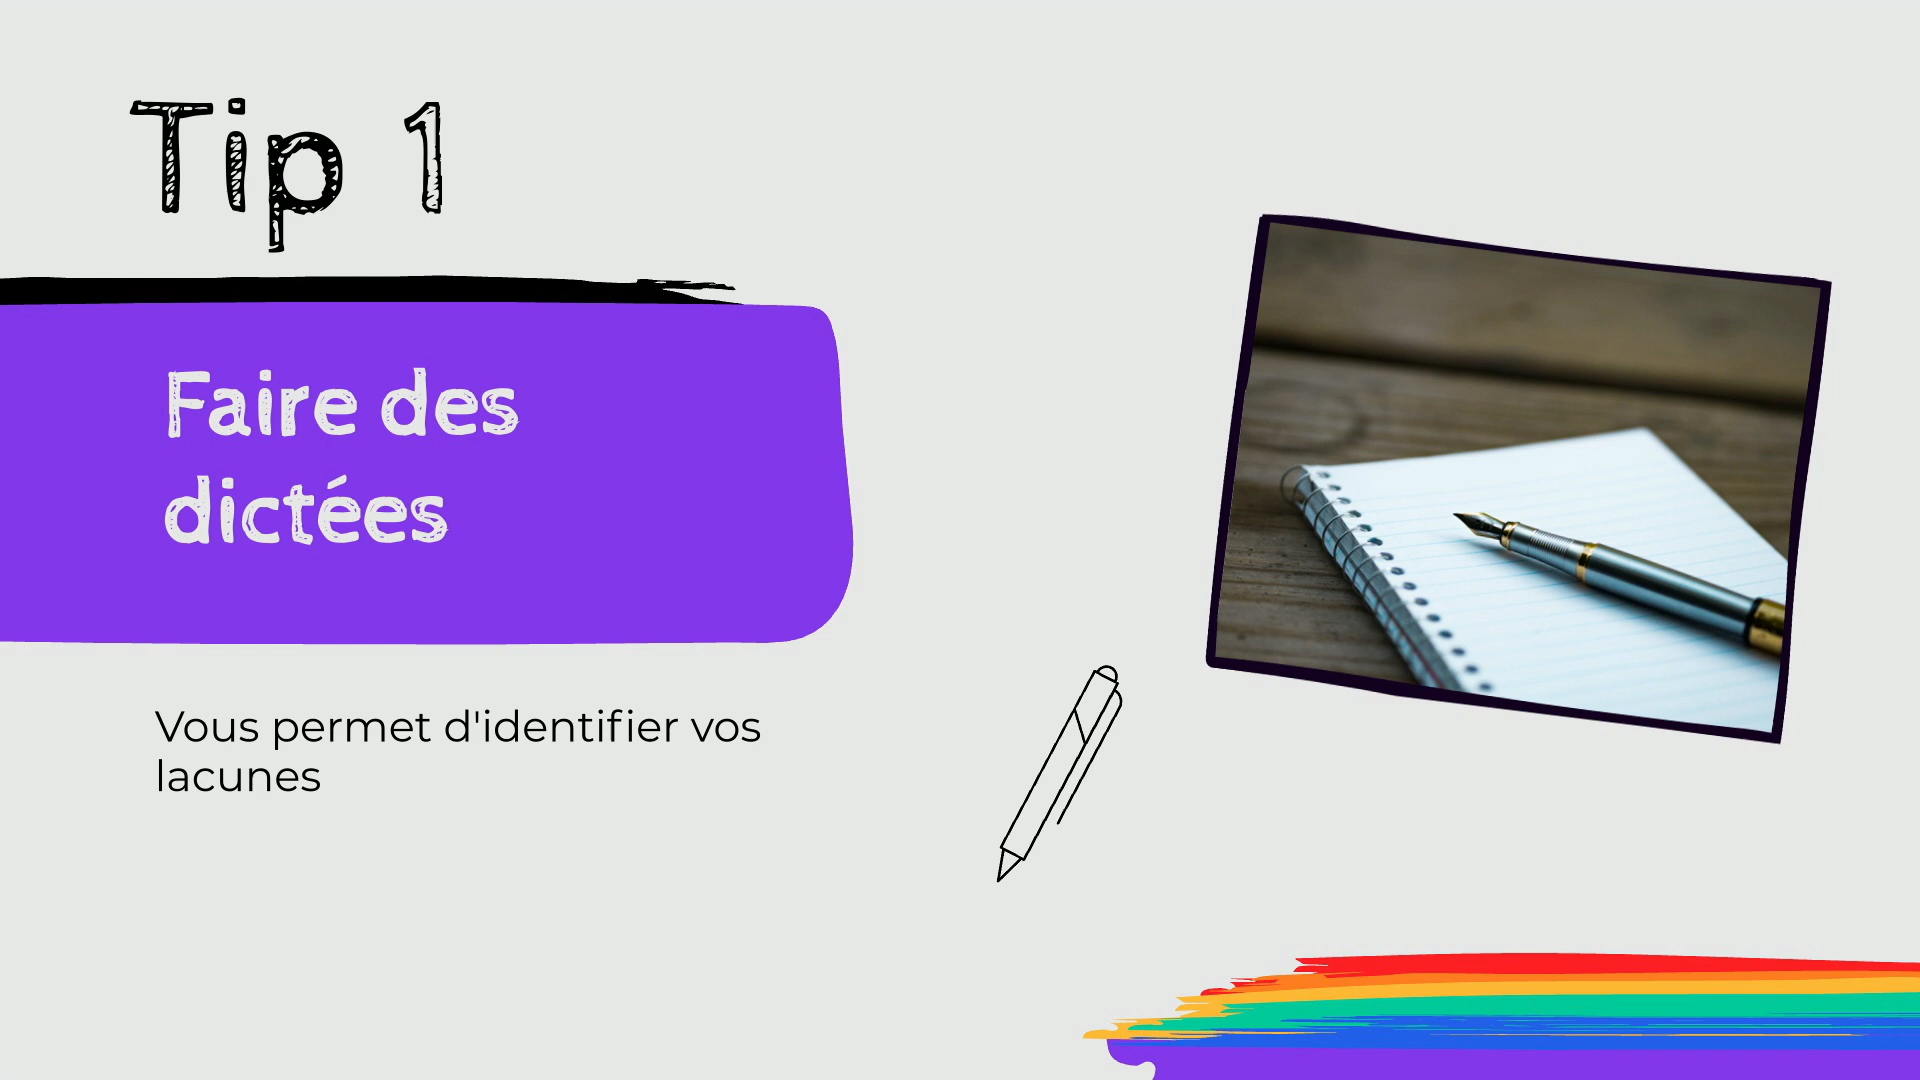 Tip 1
Faire des
dictées
Vous permet d'identifier vos
lacunes